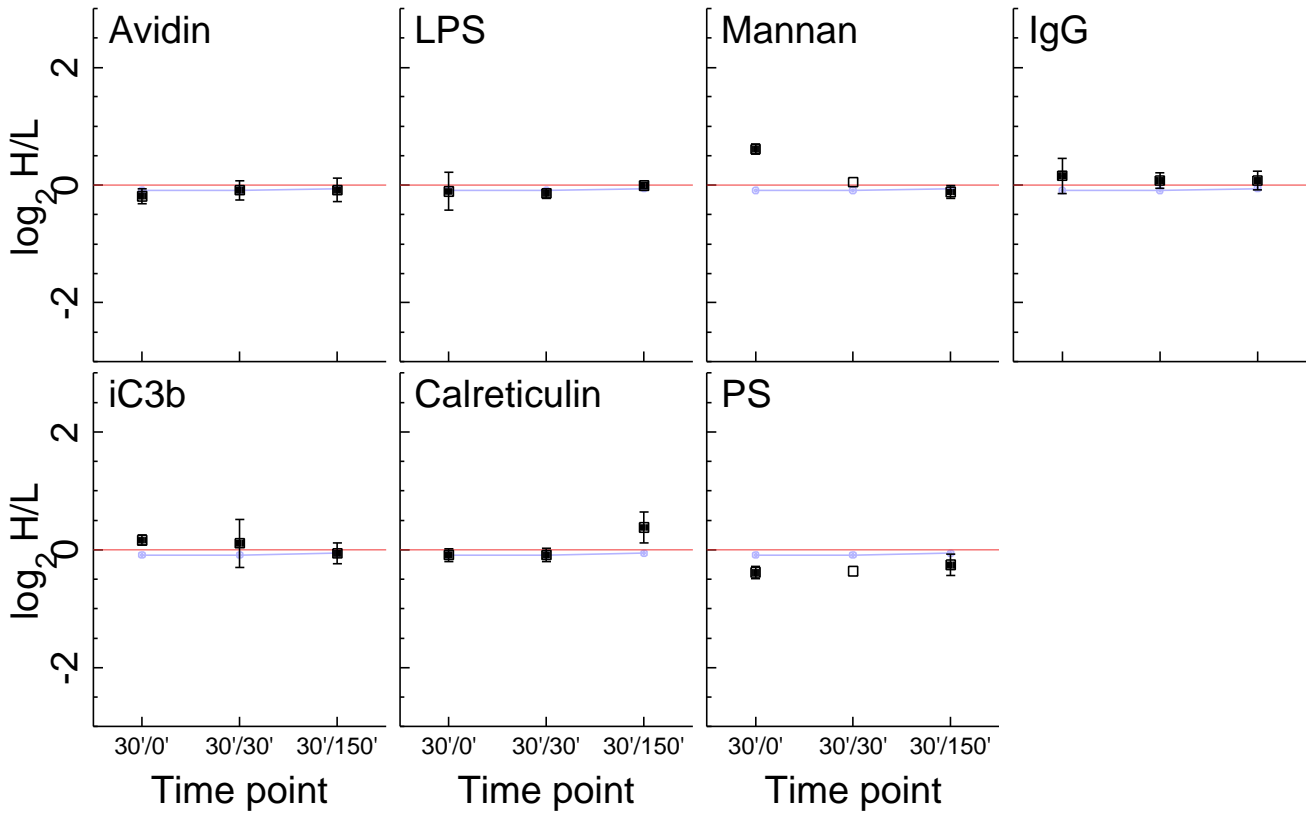 Avidin
LPS
Mannan
IgG
log2 H/L
2
0
-2
iC3b
Calreticulin
PS
log2 H/L
2
0
-2
30'/0' 30'/30' 30'/150'
30'/0' 30'/30' 30'/150'
30'/0' 30'/30' 30'/150'
Time point
Time point
Time point